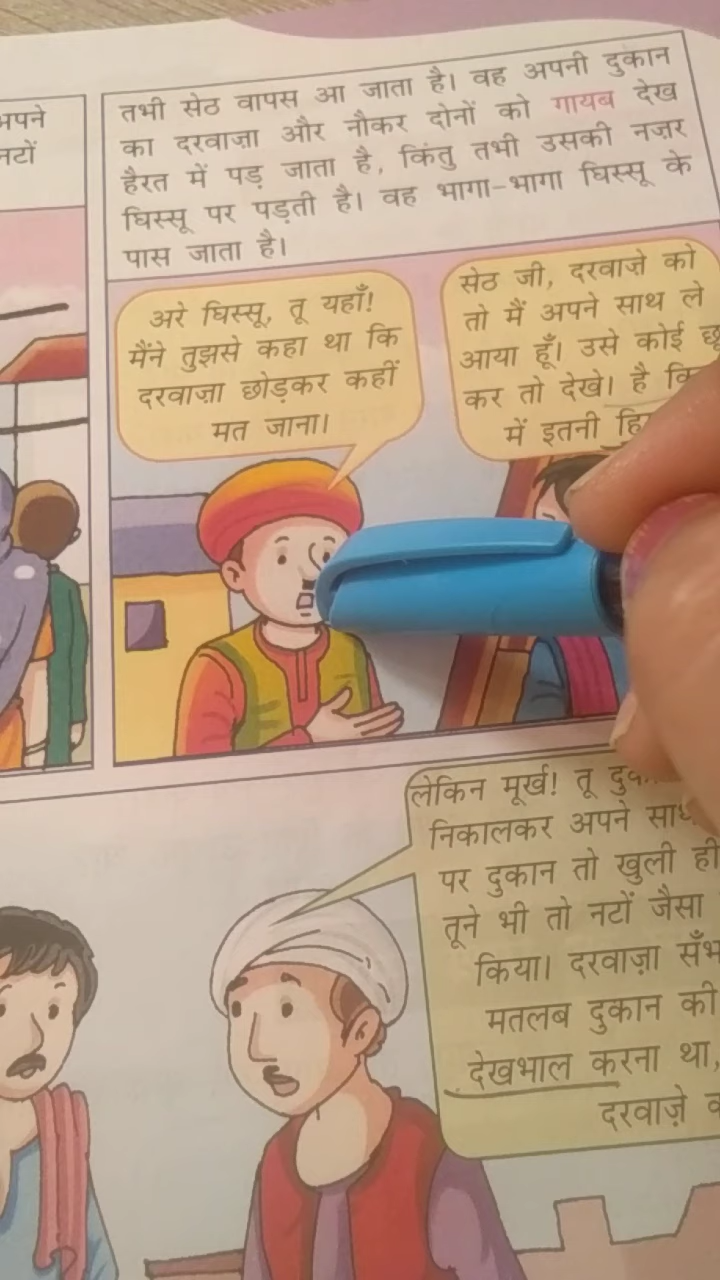 अपने
नटों
तभी सेठ वापस आ जाता है। वह अपनी दुकान
का दरवाज़ा और नौकर दोनों को गायब देख
हैरत में पड़ जाता है, किंतु तभी उसकी नज़र
घिस्सू पर पड़ती है। वह भागा-भागा घिस्सू के
पास जाता है।
अरे घिस्सू, तू यहाँ!
मैंने तुझसे कहा था कि
दरवाज़ा छोड़कर कहीं
मत जाना।
सेठ जी, दरवाज़े को
तो मैं अपने साथ ले
आया हूँ। उसे कोई छू
कर तो देखे। है
में इतनी
लेकिन मूर्ख! तू
निकालकर अपने
पर दुकान तो खुली ही
तूने भी तो नटों जैसा
किया। दरवाज़ा
मतलब दुकान की
देखभाल करना था,
दरवाज़े